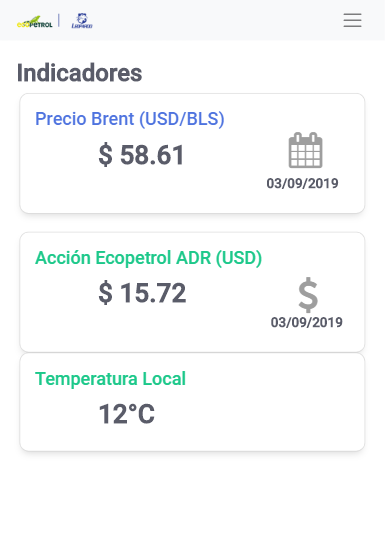 ecoPETROL
Indicadores
Precio Brent (USD/BLS)
$ 58.61
03/09/2019
Acción Ecopetrol ADR (USD)
$ 15.72
03/09/2019
Temperatura Local
12°C